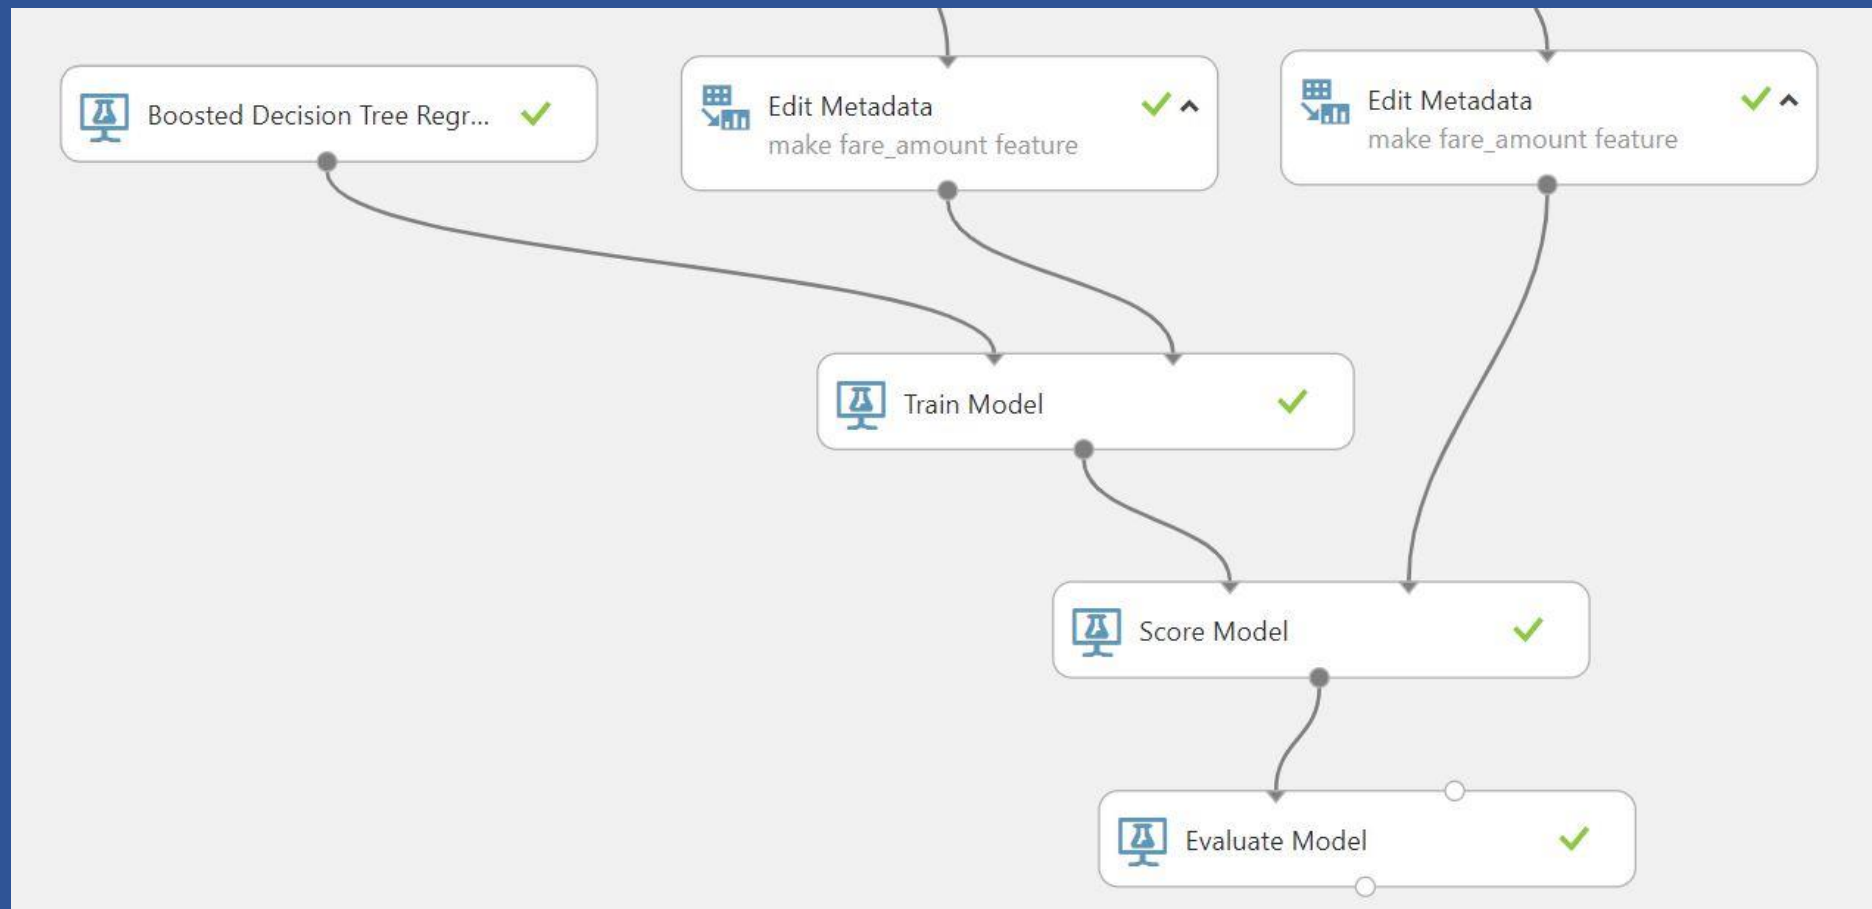 Boosted Decision Tree Regr...
Edit Metadata
make fare_amount feature
Edit Metadata
make fare_amount feature
Train Model
Score Model
Evaluate Model